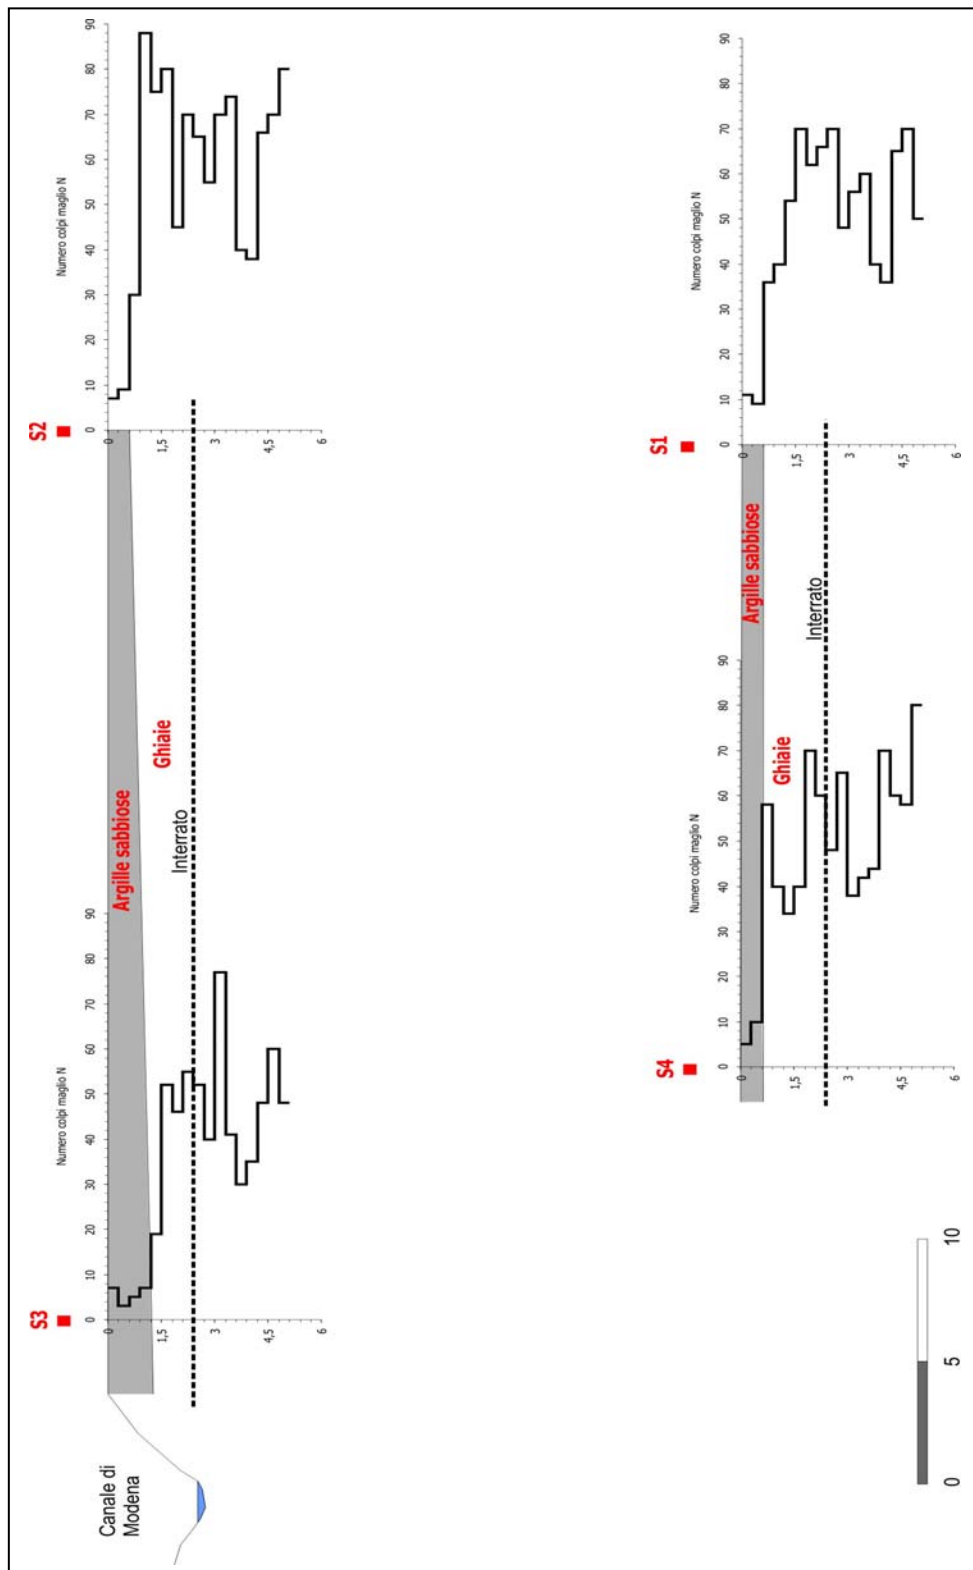 S3
S2
Numero colpi maglio N
0 10 20 30 40 50 60 70 80 90
Numero colpi maglio N
0 10 20 30 40 50 60 70 80 90
Canale di
Modena
0
1,5
3
4,5
6
Argille sabbiose
Ghiaie
Interrato
0
1,5
3
4,5
6
S4
S1
Numero colpi maglio N
0 10 20 30 40 50 60 70 80 90
Numero colpi maglio N
0 10 20 30 40 50 60 70 80 90
0
1,5
3
4,5
6
Argille sabbiose
Ghiaie
Interrato
0
1,5
3
4,5
6
0 5 10